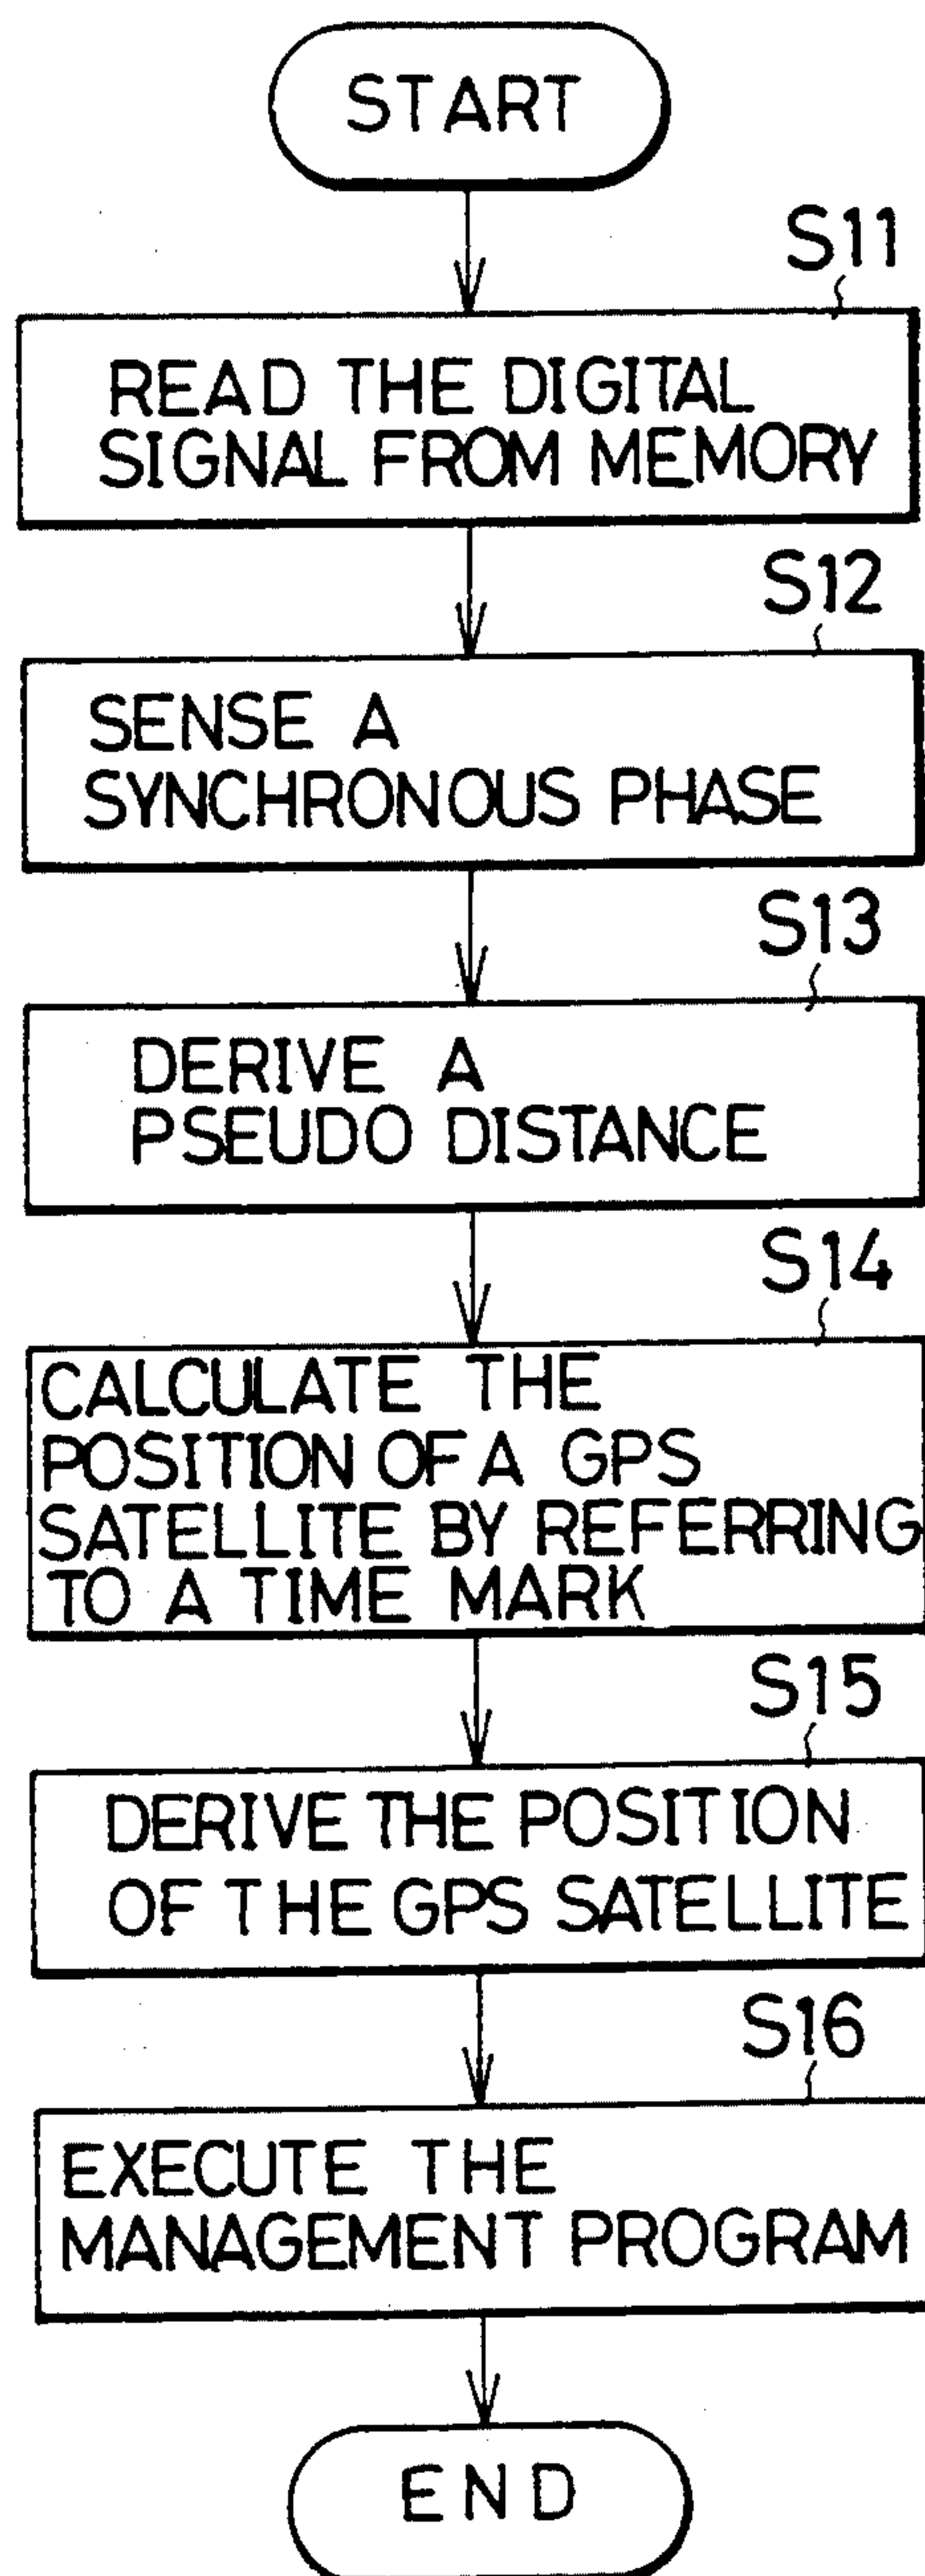 START
S11
READ THE DIGITAL
SIGNAL FROM MEMORY
S12
SENSE A
SYNCHRONOUS PHASE
S13
DERIVE A
PSEUDO DISTANCE
S14
CALCULATE THE
POSITION OF A GPS
SATELLITE BY REFERRING
TO A TIME MARK
S15
DERIVE THE POSITION
OF THE GPS SATELLITE
S16
EXECUTE THE
MANAGEMENT PROGRAM
END